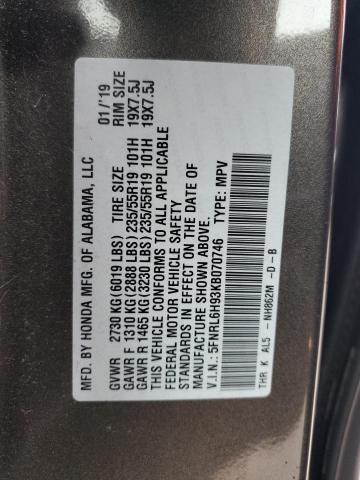 MFD. BY HONDA MFG. OF ALABAMA, LLC 01/'19
GVWR 2730 KG (6019 LBS) TIRE SIZE RIM SIZE
GAWR F 1310 KG (2888 LBS) 235/55R19 101H 19X7.5J
GAWR R 1465 KG (3230 LBS) 235/55R19 101H 19X7.5J
THIS VEHICLE CONFORMS TO ALL APPLICABLE
FEDERAL MOTOR VEHICLE SAFETY
STANDARDS IN EFFECT ON THE DATE OF
MANUFACTURE SHOWN ABOVE.
V.I.N.: 5FNRL6H93KB070746 TYPE: MPV
THR K AL5 - NH862M -D-B